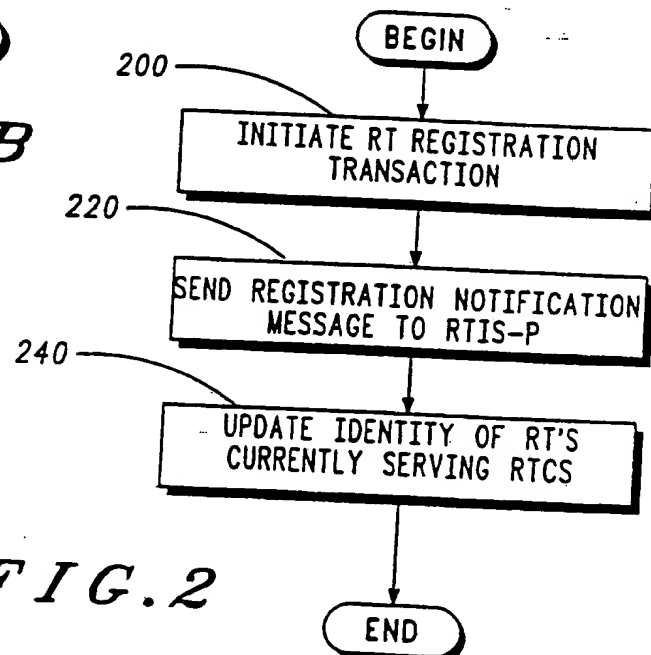 BEGIN
200
INITIATE RT REGISTRATION
TRANSACTION
B
220
SEND REGISTRATION NOTIFICATION
MESSAGE TO RTIS-P
240
UPDATE IDENTITY OF RT'S
CURRENTLY SERVING RTCS
FIG.2
END